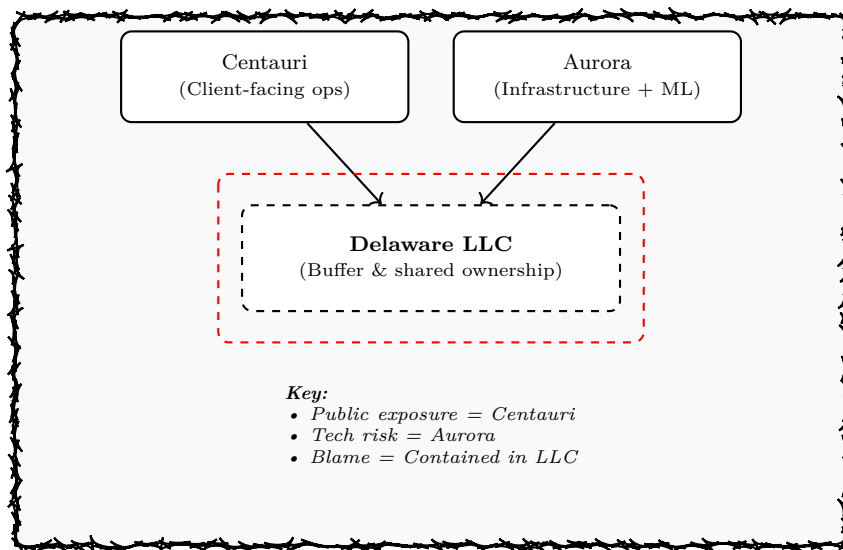 Centauri
(Client-facing ops)
Aurora
(Infrastructure + ML)
Delaware LLC
(Buffer & shared ownership)
Key:
• Public exposure = Centauri
• Tech risk = Aurora
• Blame = Contained in LLC